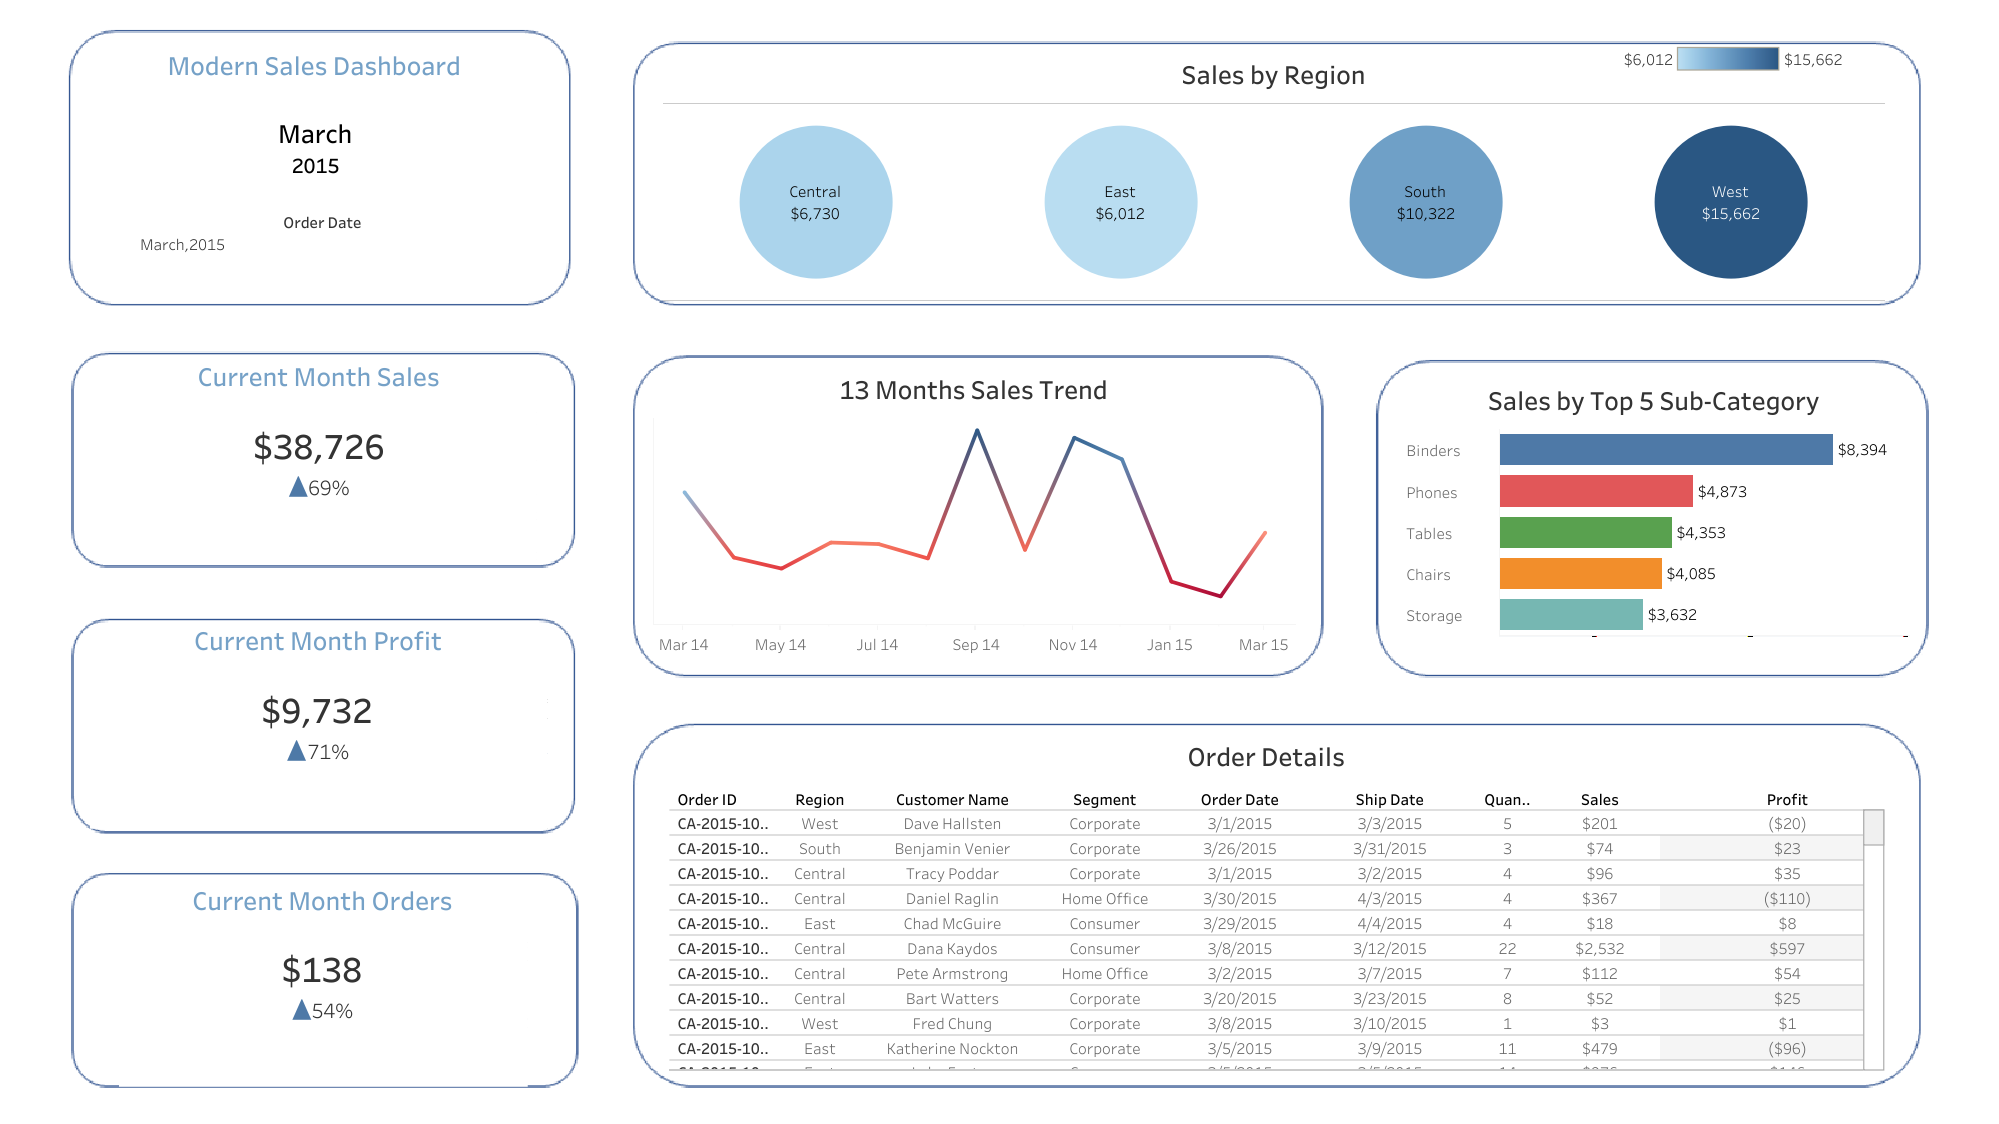 Modern Sales Dashboard
March
2015
Order Date
March,2015
Sales by Region
$6,012 $15,662
Central
$6,730
East
$6,012
South
$10,322
West
$15,662
Current Month Sales
$38,726
▲69%
Current Month Profit
$9,732
▲71%
Current Month Orders
$138
▲54%
13 Months Sales Trend
Mar 14 May 14 Jul 14 Sep 14 Nov 14 Jan 15 Mar 15
Sales by Top 5 Sub-Category
Binders $8,394
Phones $4,873
Tables $4,353
Chairs $4,085
Storage $3,632
Order Details
Order ID Region Customer Name Segment Order Date Ship Date Quan.. Sales Profit
CA-2015-10.. West Dave Hallsten Corporate 3/1/2015 3/3/2015 5 $201 ($20)
CA-2015-10.. South Benjamin Venier Corporate 3/26/2015 3/31/2015 3 $74 $23
CA-2015-10.. Central Tracy Poddar Corporate 3/1/2015 3/2/2015 4 $96 $35
CA-2015-10.. Central Daniel Raglin Home Office 3/30/2015 4/3/2015 4 $367 ($110)
CA-2015-10.. East Chad McGuire Consumer 3/29/2015 4/4/2015 4 $18 $8
CA-2015-10.. Central Dana Kaydos Consumer 3/8/2015 3/12/2015 22 $2,532 $597
CA-2015-10.. Central Pete Armstrong Home Office 3/2/2015 3/7/2015 7 $112 $54
CA-2015-10.. Central Bart Watters Corporate 3/20/2015 3/23/2015 8 $52 $25
CA-2015-10.. West Fred Chung Corporate 3/8/2015 3/10/2015 1 $3 $1
CA-2015-10.. East Katherine Nockton Corporate 3/5/2015 3/9/2015 11 $479 ($96)